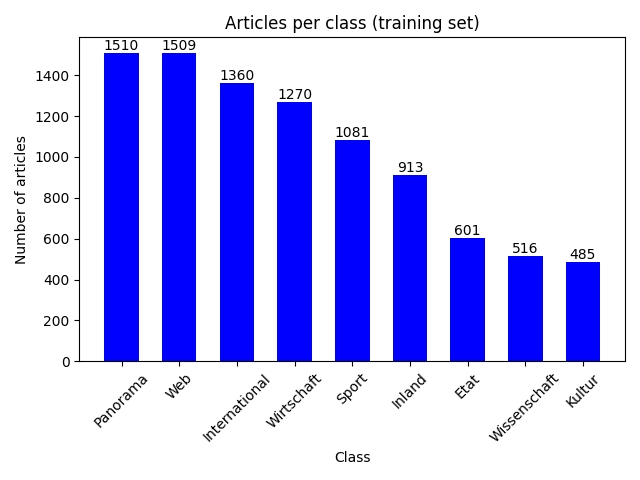 Articles per class (training set)
1510
1509
1360
1270
1081
913
601
516
485
Number of articles
1400
1200
1000
800
600
400
200
0
Panorama
Web
International
Wirtschaft
Sport
Inland
Etat
Wissenschaft
Kultur
Class